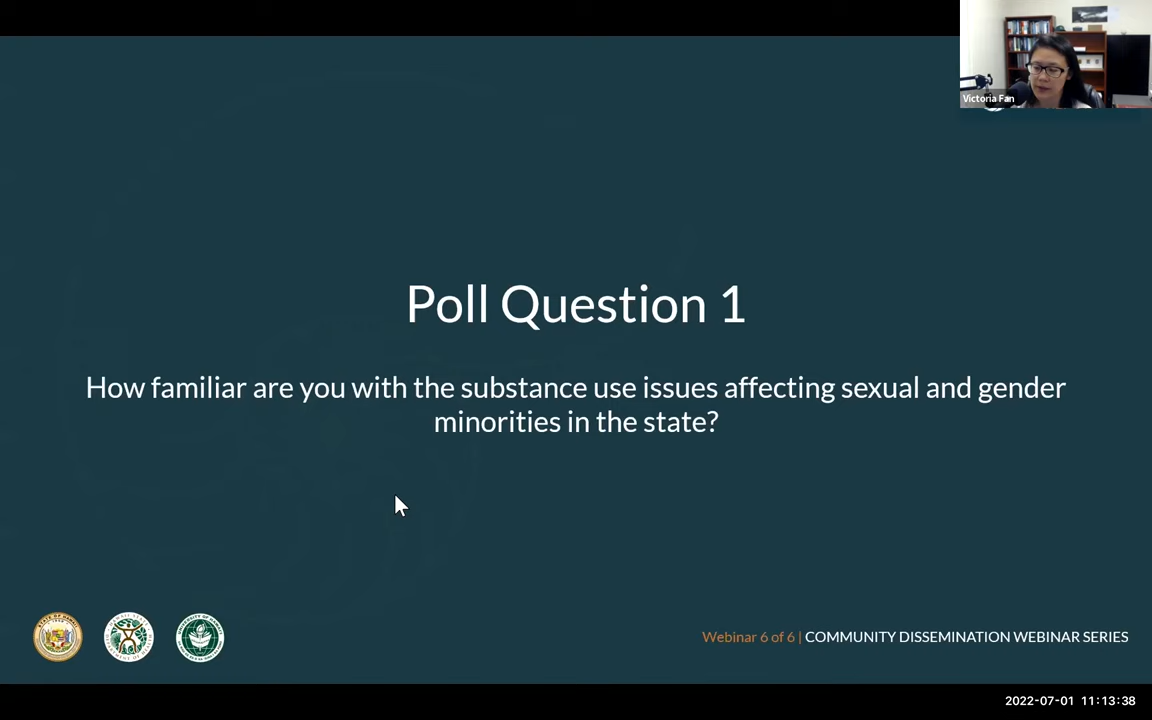 Victoria Fan
Poll Question 1
How familiar are you with the substance use issues affecting sexual and gender
minorities in the state?
Webinar 6 of 6 | COMMUNITY DISSEMINATION WEBINAR SERIES
2022-07-01 11:13:38